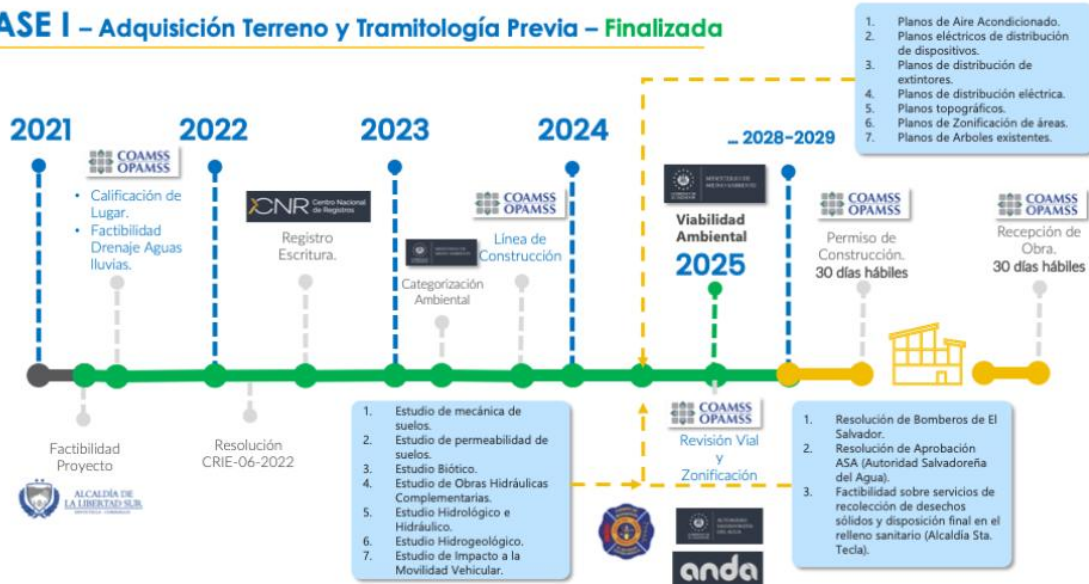 ASE I – Adquisición Terreno y Tramitología Previa – Finalizada
1. Planos de Aire Acondicionado.
2. Planos eléctricos de distribución
de dispositivos.
3. Planos de distribución de
extintores.
4. Planos de distribución eléctrica.
5. Planos topográficos.
6. Planos de Zonificación de áreas.
7. Planos de Arboles existentes.
2021
2022
2023
2024
... 2028-2029
COAMSS
OPAMSS
• Calificación de
Lugar.
• Factibilidad
Drenaje Aguas
lluvias.
CNR Centro Nacional
de Registros
Registro
Escritura.
Categorización
Ambiental
COAMSS
OPAMSS
Línea de
Construcción
MINISTERIO DE
MEDIO AMBIENTE
Viabilidad
Ambiental
2025
COAMSS
OPAMSS
Permiso de
Construcción.
30 días hábiles
COAMSS
OPAMSS
Recepción de
Obra.
30 días hábiles
Factibilidad
Proyecto
ALCALDÍA DE
LA LIBERTAD SUR
Resolución
CRIE-06-2022
1. Estudio de mecánica de
suelos.
2. Estudio de permeabilidad de
suelos.
3. Estudio Biótico.
4. Estudio de Obras Hidráulicas
Complementarias.
5. Estudio Hidrológico e
Hidráulico.
6. Estudio Hidrogeológico.
7. Estudio de Impacto a la
Movilidad Vehicular.
COAMSS
OPAMSS
Revisión Vial
y
Zonificación
anda
1. Resolución de Bomberos de El
Salvador.
2. Resolución de Aprobación
ASA (Autoridad Salvadoreña
del Agua).
3. Factibilidad sobre servicios de
recolección de desechos
sólidos y disposición final en el
relleno sanitario (Alcaldía Sta.
Tecla).